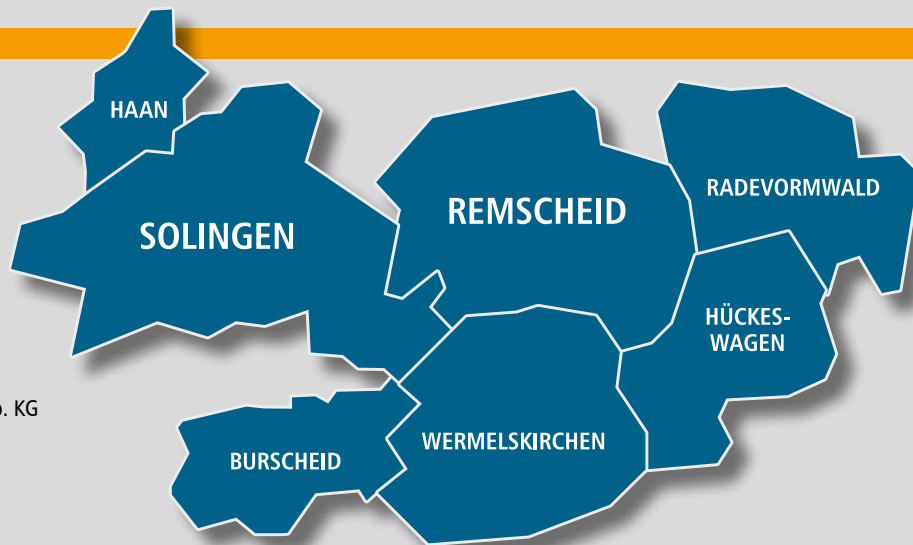 HAAN
SOLINGEN
REMSCHEID
RADEVORMWALD
HÜCKES-
WAGEN
WERMELSKIRCHEN
BURSCHEID
. KG